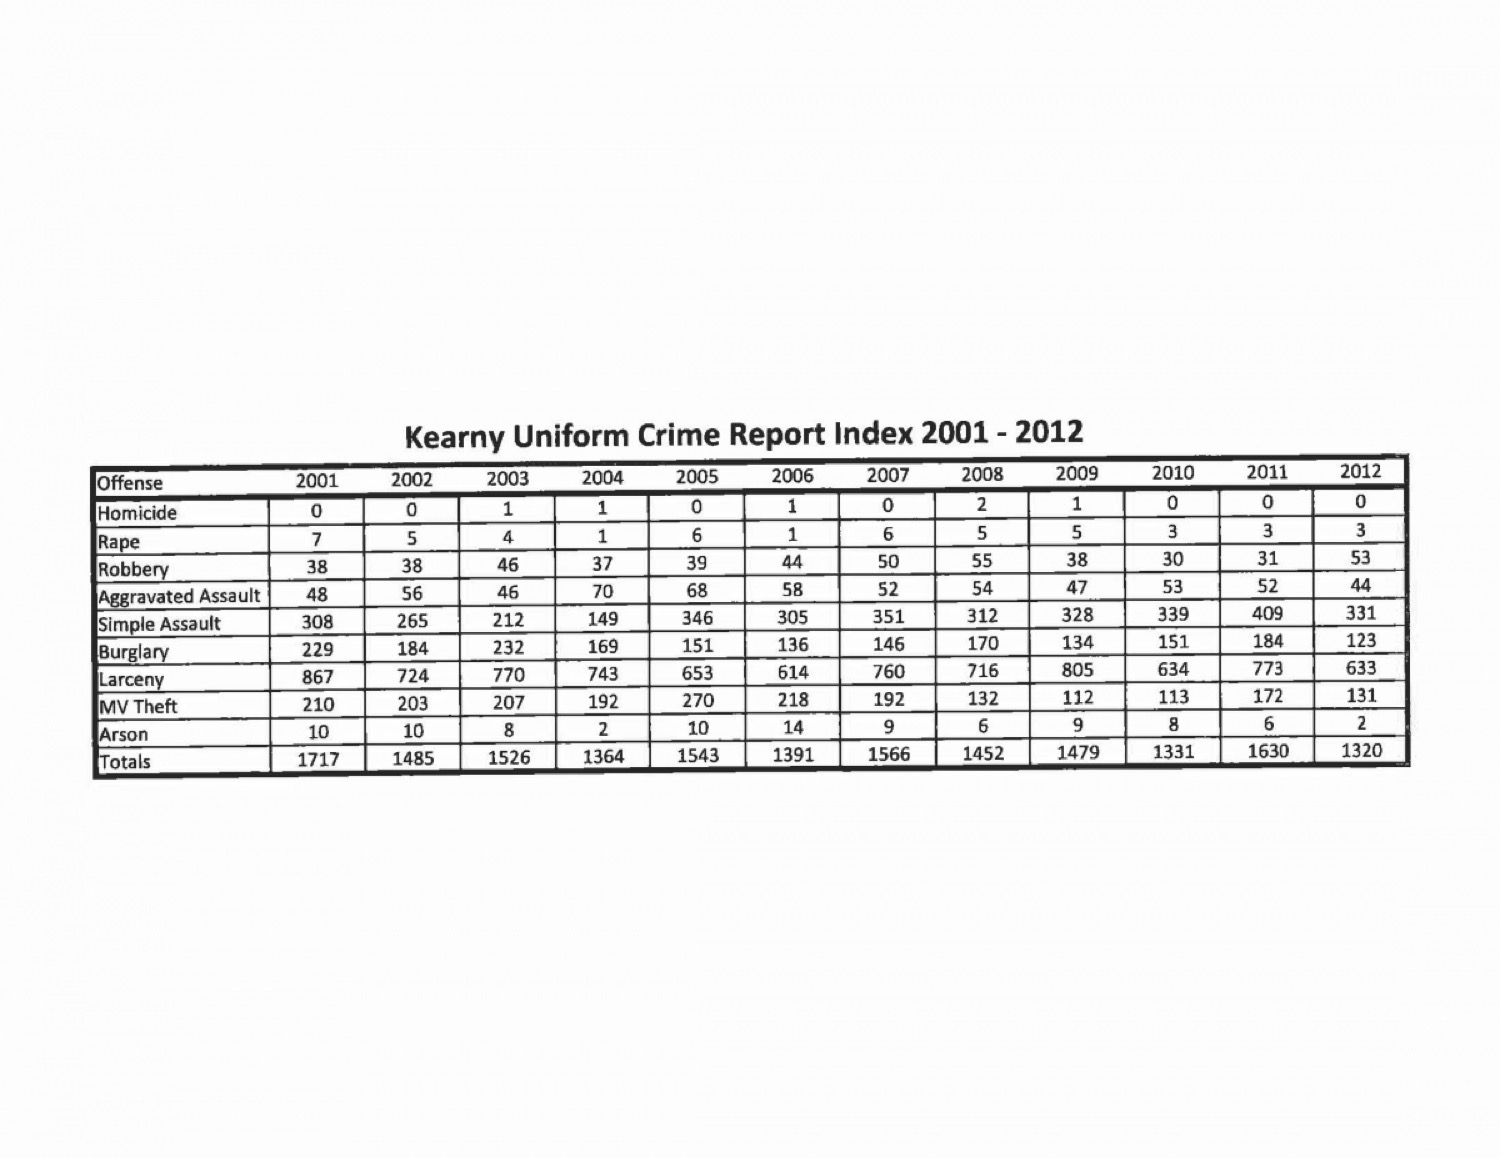 Kearny Uniform Crime Report Index 2001 - 2012
Offense 2001 2002 2003 2004 2005 2006 2007 2008 2009 2010 2011 2012
Homicide 0 0 1 1 0 1 0 2 1 0 0 0
Rape 7 5 4 1 6 1 6 5 5 3 3 3
Robbery 38 38 46 37 39 44 50 55 38 30 31 53
Aggravated Assault 48 56 46 70 68 58 52 54 47 53 52 44
Simple Assault 308 265 212 149 346 305 351 312 328 339 409 331
Burglary 229 184 232 169 151 136 146 170 134 151 184 123
Larceny 867 724 770 743 653 614 760 716 805 634 773 633
MV Theft 210 203 207 192 270 218 192 132 112 113 172 131
Arson 10 10 8 2 10 14 9 6 9 8 6 2
Totals 1717 1485 1526 1364 1543 1391 1566 1452 1479 1331 1630 1320